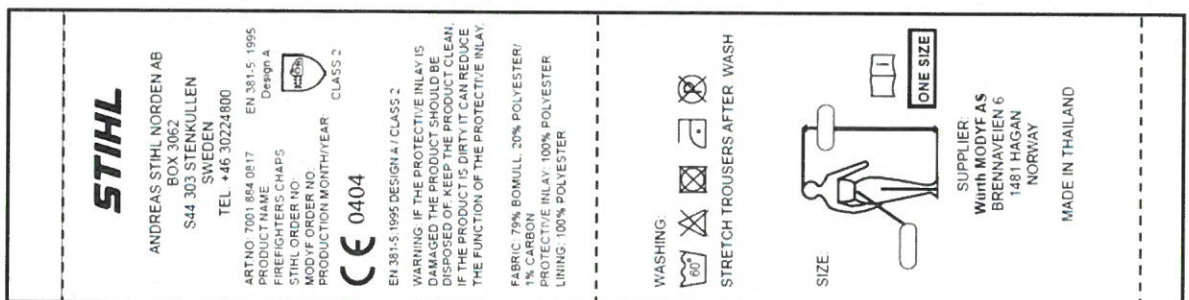 STIHL
ANDREAS STIHL NORDEN AB
BOX 3062
S44 303 STENKULLEN
SWEDEN
TEL. +46 30224800
ART.NO: 7001 884 0817
EN 381-5:1995
PRODUCT NAME:
Design A
FIREFIGHTERS CHAPS
STIHL ORDER NO:
MODYF ORDER NO:
PRODUCTION MONTH/YEAR:
CLASS 2
CE 0404
EN 381-5:1995 DESIGN A / CLASS 2
WARNING: IF THE PROTECTIVE INLAY IS
DAMAGED THE PRODUCT SHOULD BE
DISPOSED OF. KEEP THE PRODUCT CLEAN,
IF THE PRODUCT IS DIRTY IT CAN REDUCE
THE FUNCTION OF THE PROTECTIVE INLAY.
FABRIC: 79% BOMULL, 20% POLYESTER/
1% CARBON
PROTECTIVE INLAY: 100% POLYESTER
LINING: 100% POLYESTER
WASHING:
60°
P
STRETCH TROUSERS AFTER WASH
SIZE:
i
ONE SIZE
SUPPLIER:
Würth MODYF AS
BRENNAVEIEN 6
1481 HAGAN
NORWAY
MADE IN THAILAND